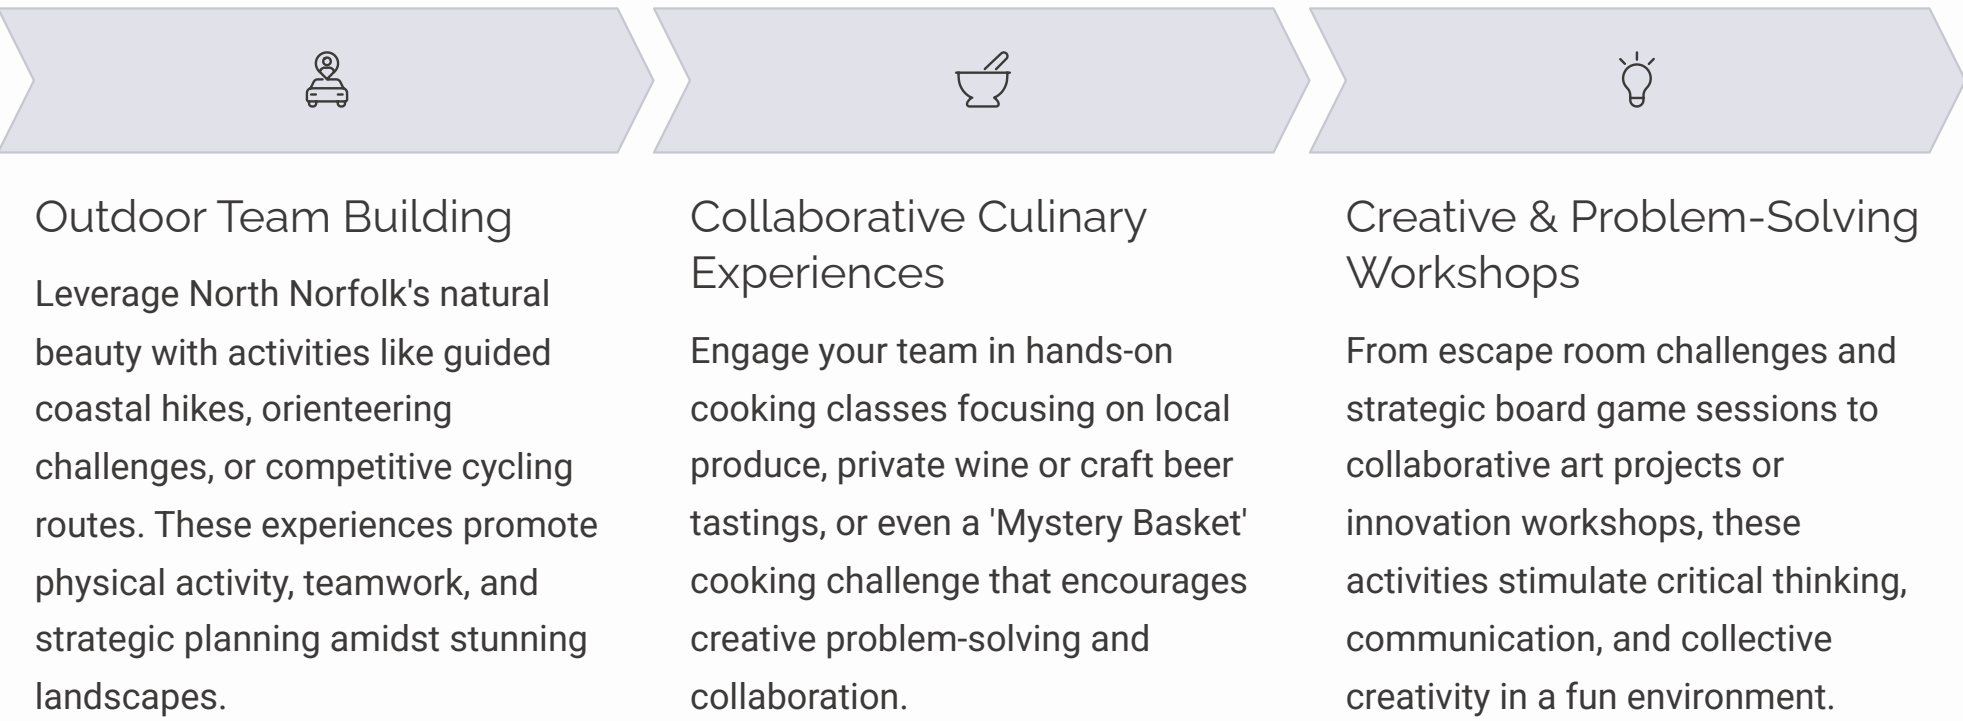 Outdoor Team Building
Leverage North Norfolk's natural
beauty with activities like guided
coastal hikes, orienteering
challenges, or competitive cycling
routes. These experiences promote
physical activity, teamwork, and
strategic planning amidst stunning
landscapes.
Collaborative Culinary
Experiences
Engage your team in hands-on
cooking classes focusing on local
produce, private wine or craft beer
tastings, or even a 'Mystery Basket'
cooking challenge that encourages
creative problem-solving and
collaboration.
Creative & Problem-Solving
Workshops
From escape room challenges and
strategic board game sessions to
collaborative art projects or
innovation workshops, these
activities stimulate critical thinking,
communication, and collective
creativity in a fun environment.